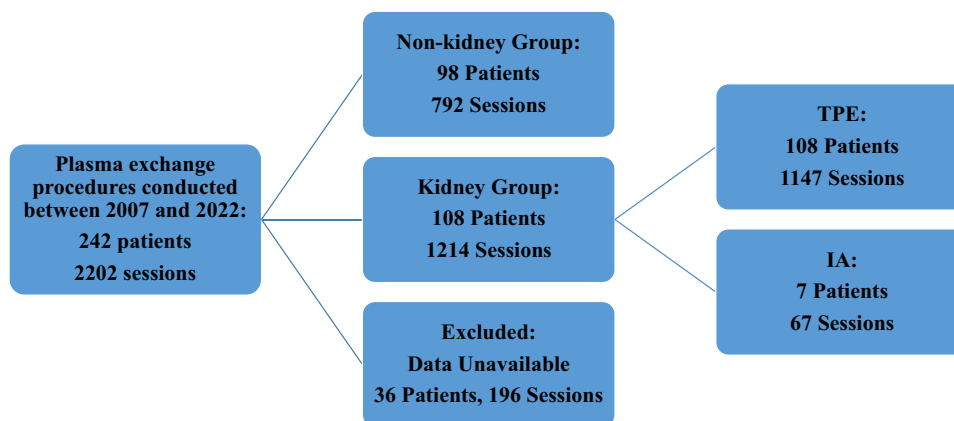 Plasma exchange
procedures conducted
between 2007 and 2022:
242 patients
2202 sessions
Non-kidney Group:
98 Patients
792 Sessions
Kidney Group:
108 Patients
1214 Sessions
Excluded:
Data Unavailable
36 Patients, 196 Sessions
TPE:
108 Patients
1147 Sessions
IA:
7 Patients
67 Sessions